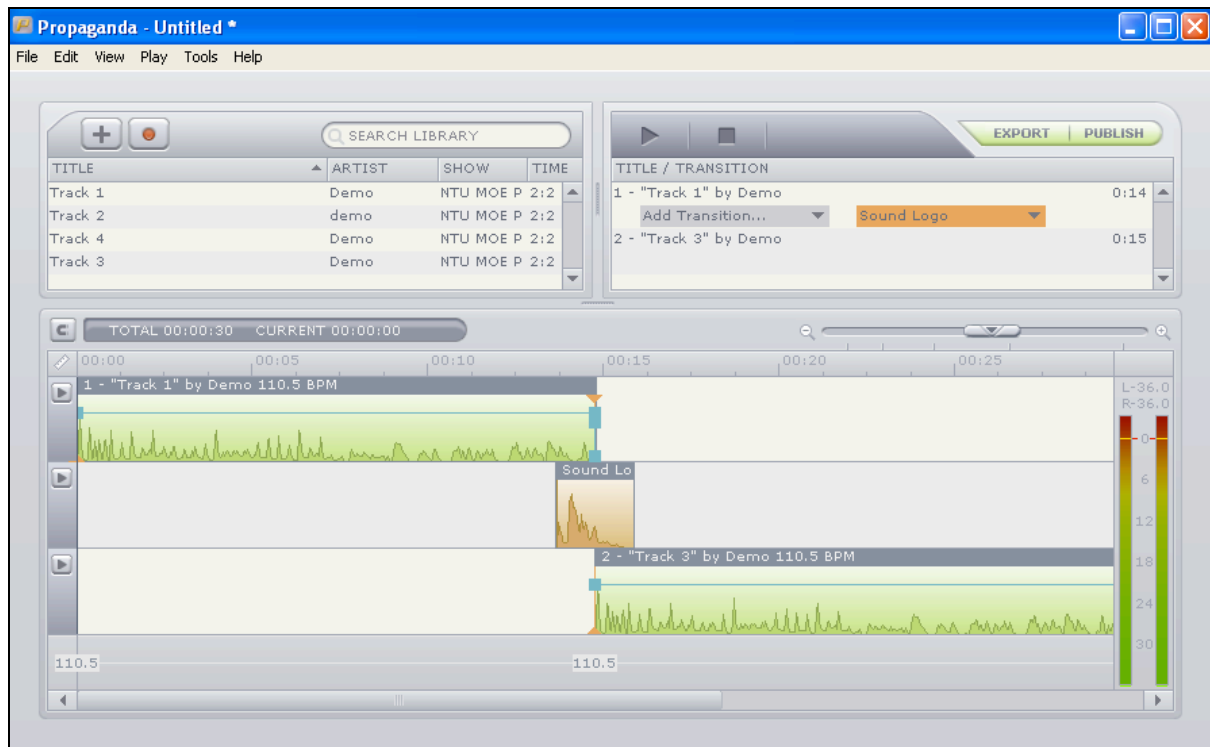 Propaganda - Untitled *
File Edit View Play Tools Help
SEARCH LIBRARY
TITLE ARTIST SHOW TIME
Track 1 Demo NTU MOE P 2:2
Track 2 demo NTU MOE P 2:2
Track 4 Demo NTU MOE P 2:2
Track 3 Demo NTU MOE P 2:2
EXPORT | PUBLISH
TITLE / TRANSITION
1 - "Track 1" by Demo 0:14
Add Transition... Sound Logo
2 - "Track 3" by Demo 0:15
TOTAL 00:00:30 CURRENT 00:00:00
00:00 00:05 00:10 00:15 00:20 00:25
1 - "Track 1" by Demo 110.5 BPM
L-36.0
R-36.0
0
Sound Lo
6
12
2 - "Track 3" by Demo 110.5 BPM
18
24
30
110.5 110.5